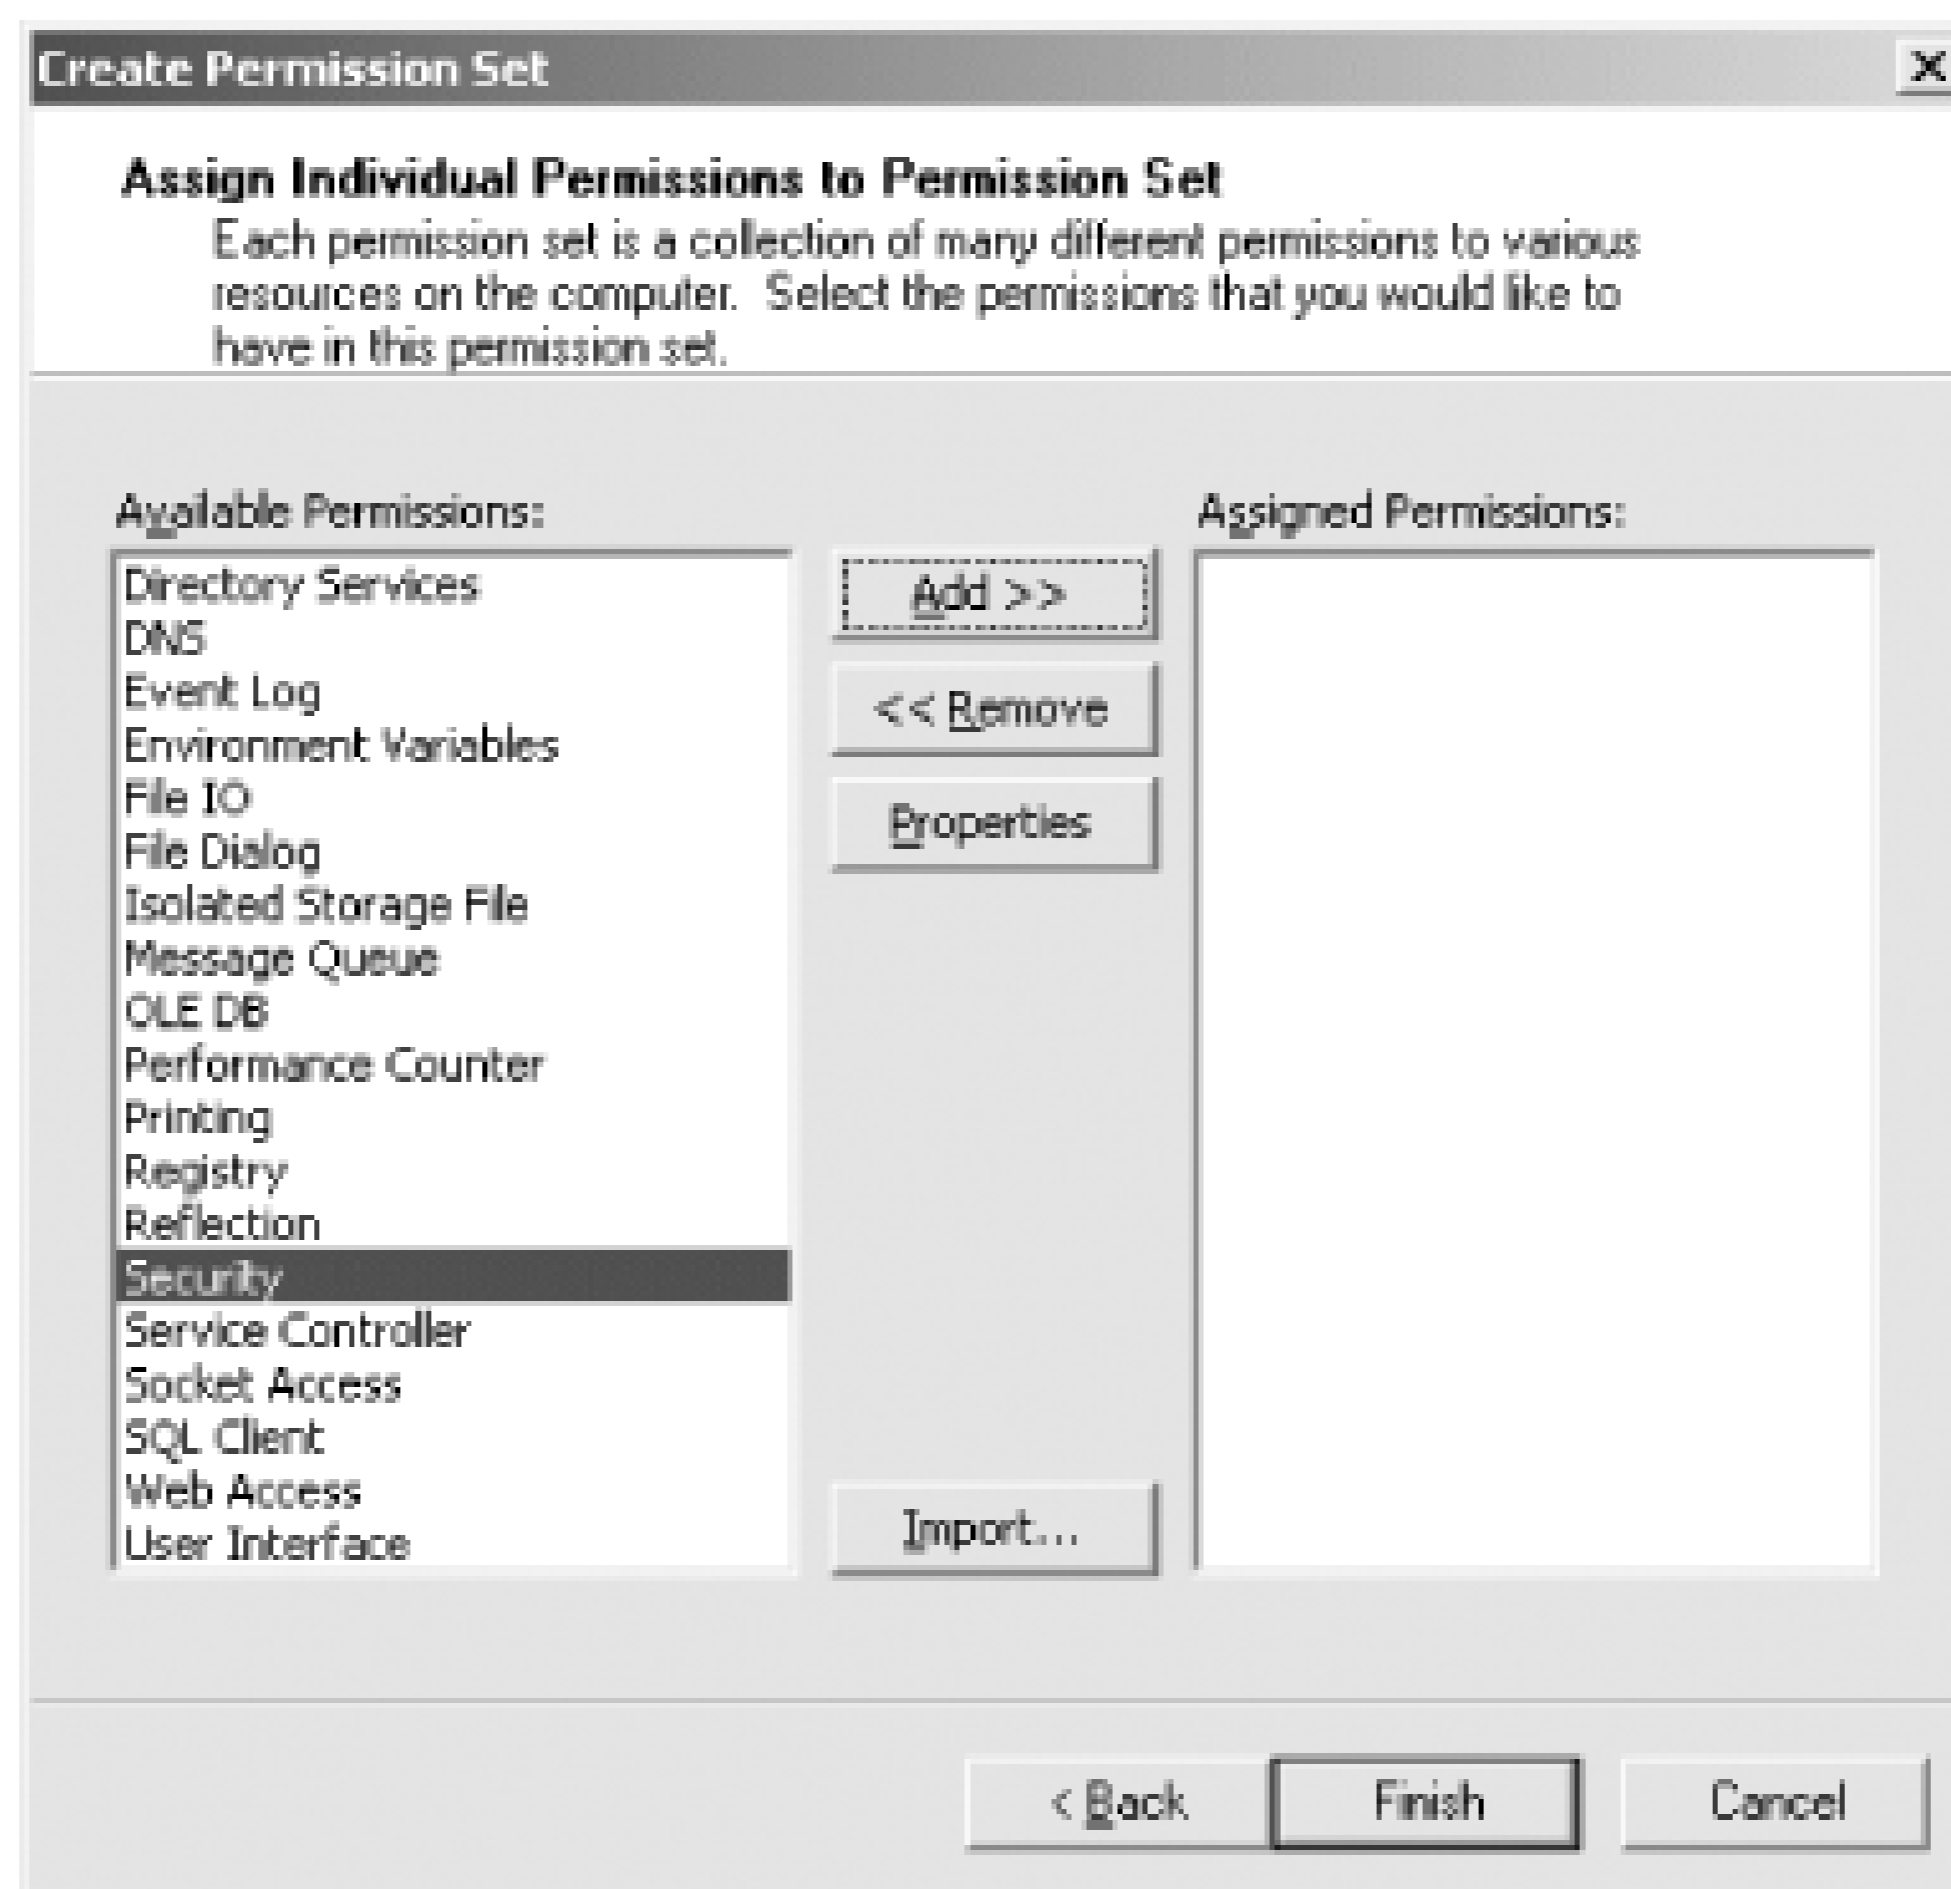 Create Permission Set
Assign Individual Permissions to Permission Set
Each permission set is a collection of many different permissions to various
resources on the computer.  Select the permissions that you would like to
have in this permission set.
Available Permissions:
Directory Services
DNS
Event Log
Environment Variables
File IO
File Dialog
Isolated Storage File
Message Queue
OLE DB
Performance Counter
Printing
Registry
Reflection
Security
Service Controller
Socket Access
SQL Client
Web Access
User Interface
Add >>
<< Remove
Properties
Import...
Assigned Permissions:
< Back
Finish
Cancel